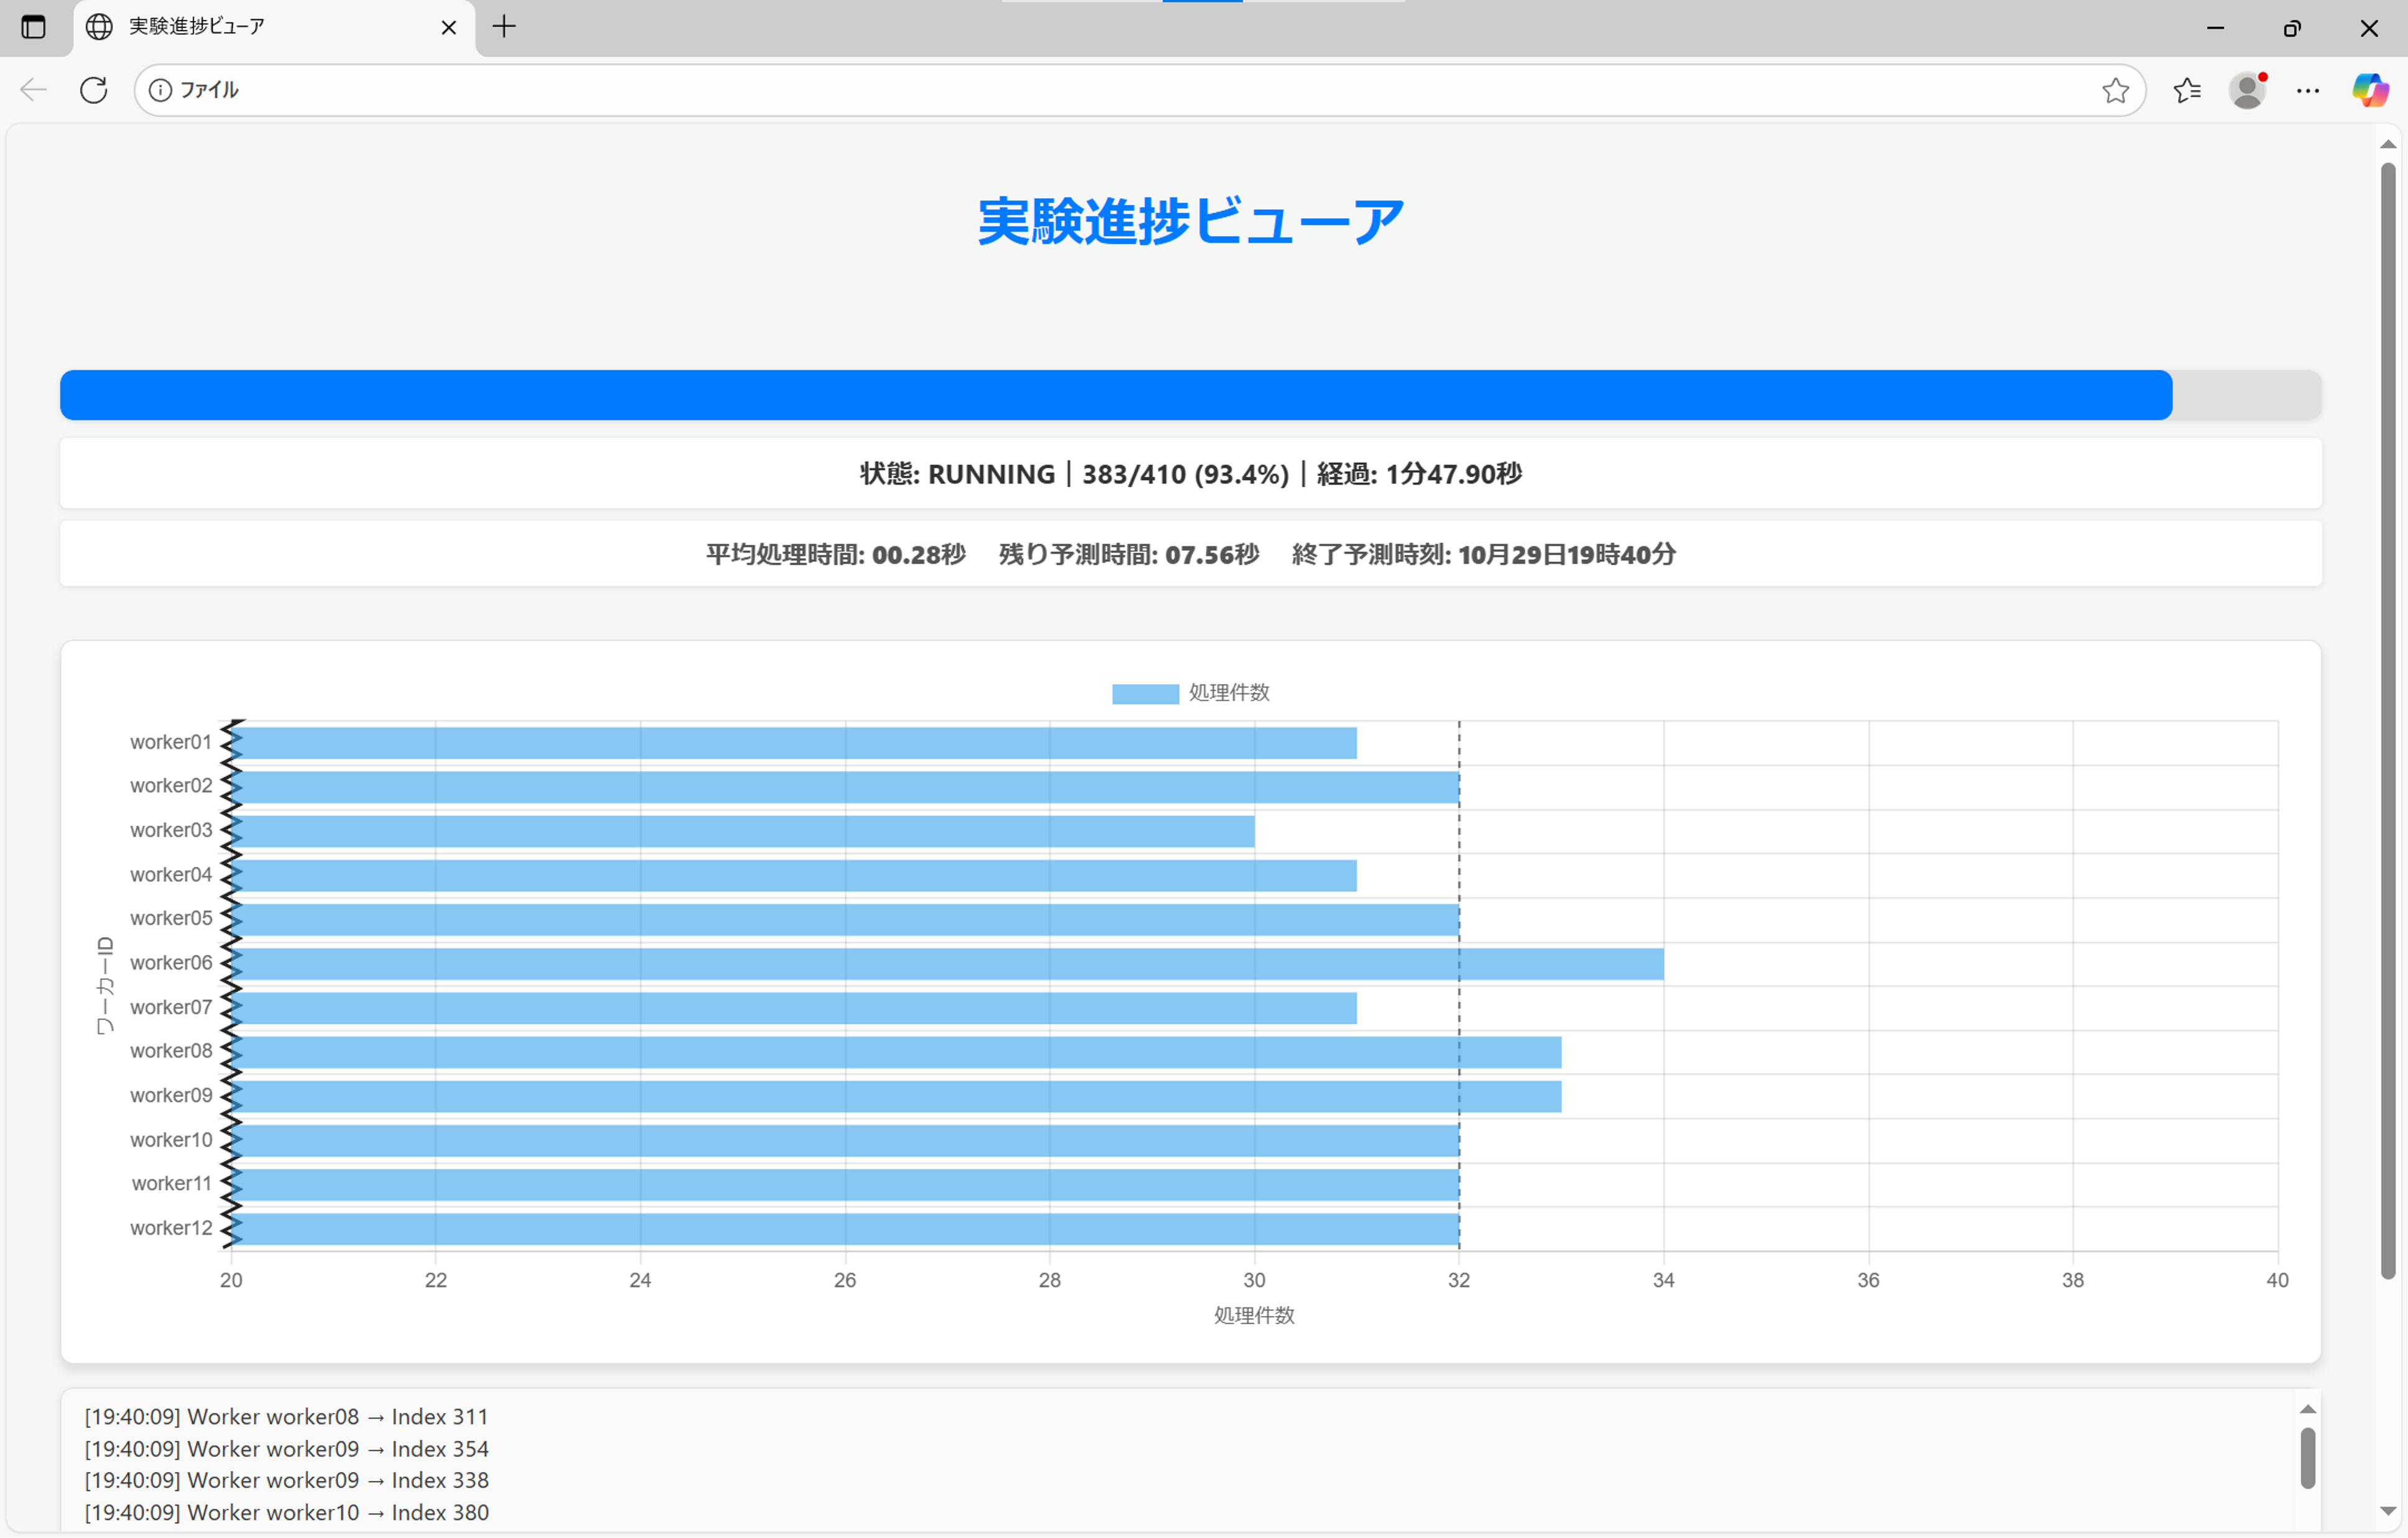 実験進捗ビューア
ファイル
実験進捗ビューア
状態: RUNNING | 383/410 (93.4%) | 経過: 1分47.90秒
平均処理時間: 00.28秒 残り予測時間: 07.56秒 終了予測時刻: 10月29日19時40分
処理件数
ワーカーID
worker01
worker02
worker03
worker04
worker05
worker06
worker07
worker08
worker09
worker10
worker11
worker12
20 22 24 26 28 30 32 34 36 38 40
処理件数
[19:40:09] Worker worker08 → Index 311
[19:40:09] Worker worker09 → Index 354
[19:40:09] Worker worker09 → Index 338
[19:40:09] Worker worker10 → Index 380